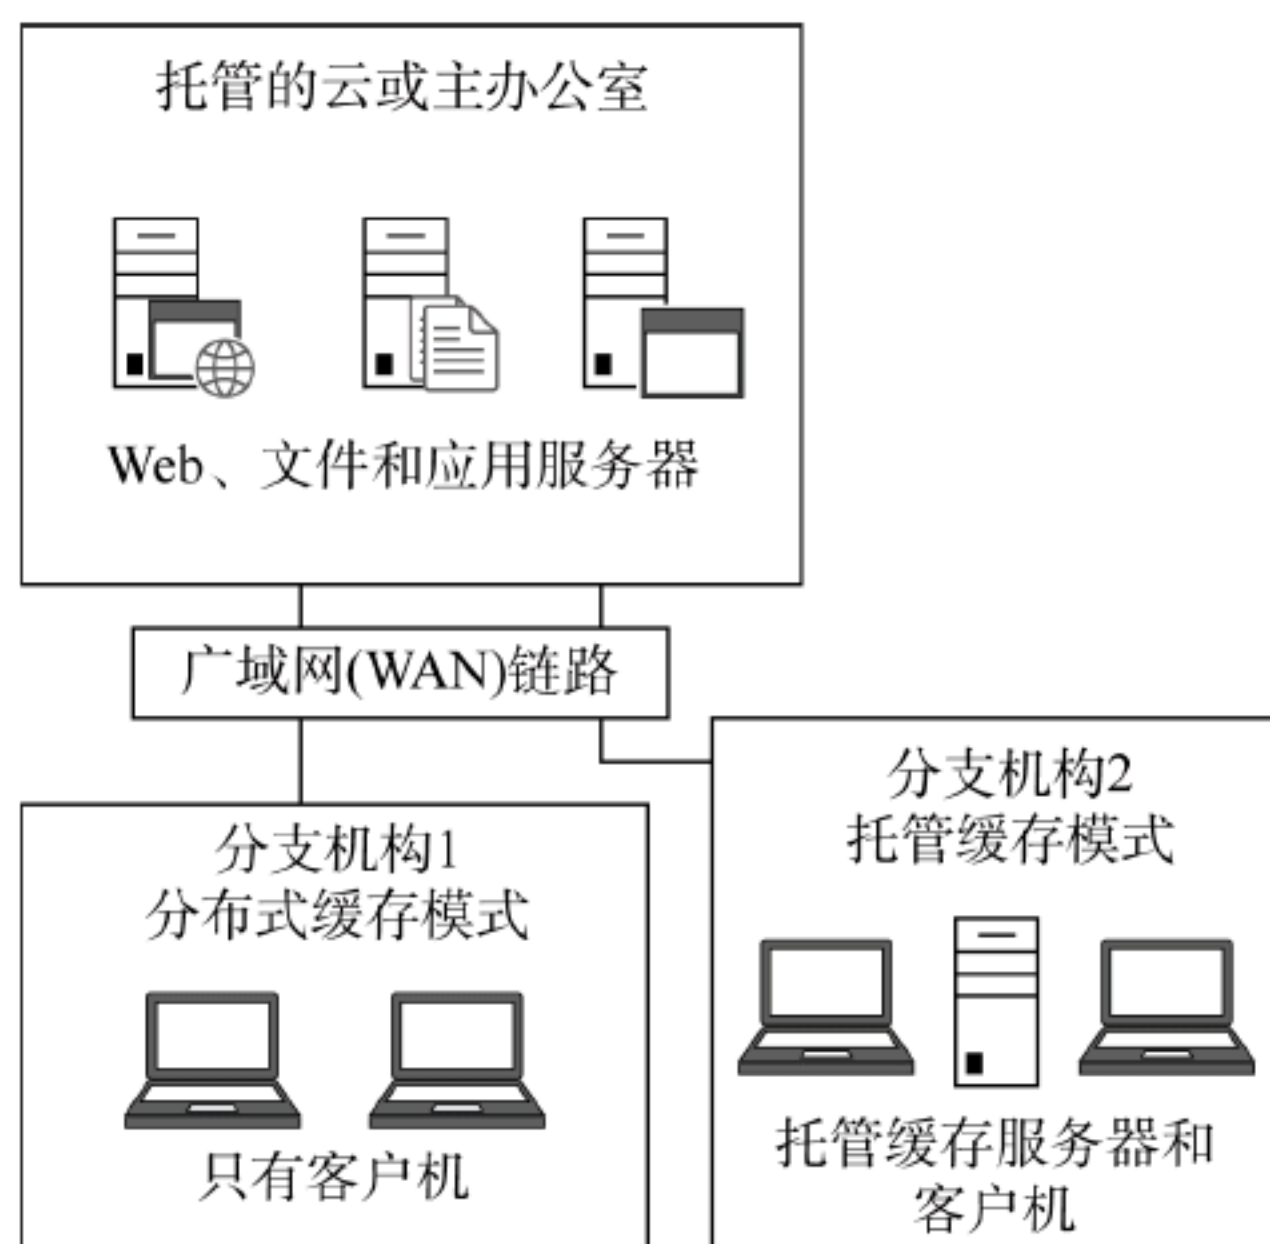 托管的云或主办公室
Web、文件和应用服务器
广域网(WAN)链路
分支机构1
分布式缓存模式
只有客户机
分支机构2
托管缓存模式
托管缓存服务器和
客户机